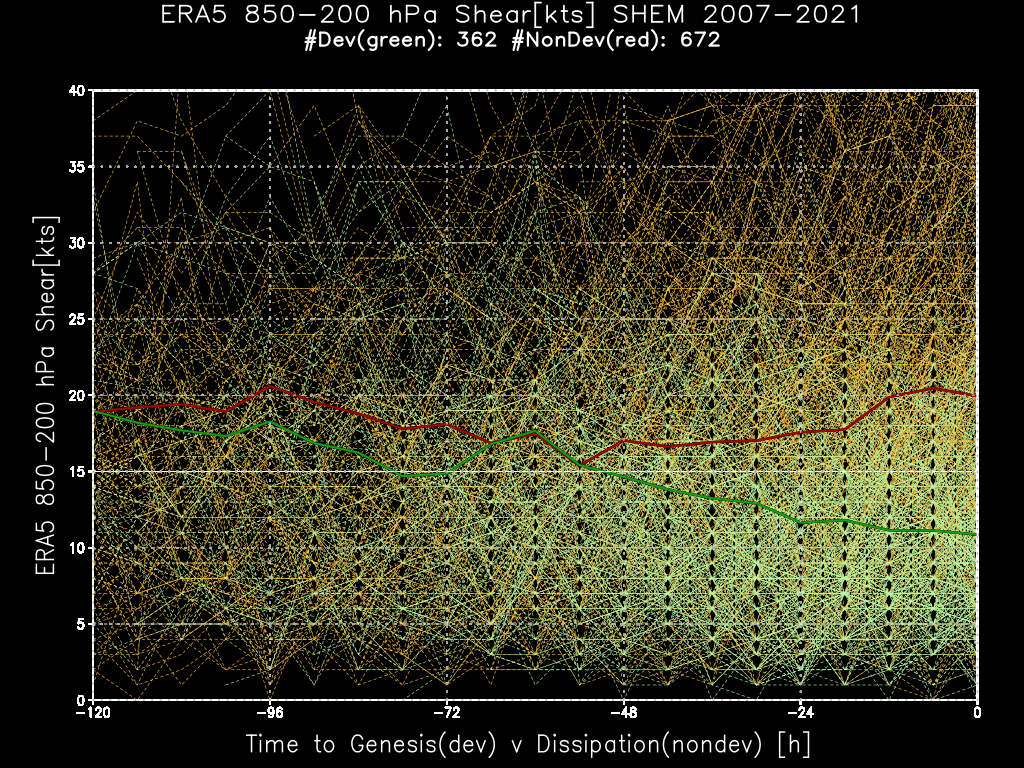 ERA5 850-200 hPa Shear[kts] SHEM 2007-2021
#Dev(green): 362 #NonDev(red): 672
40
35
30
25
20
15
10
5
0
ERA5 850-200 hPa Shear[kts]
-120 -96 -72 -48 -24 0
Time to Genesis(dev) v Dissipation(nondev) [h]